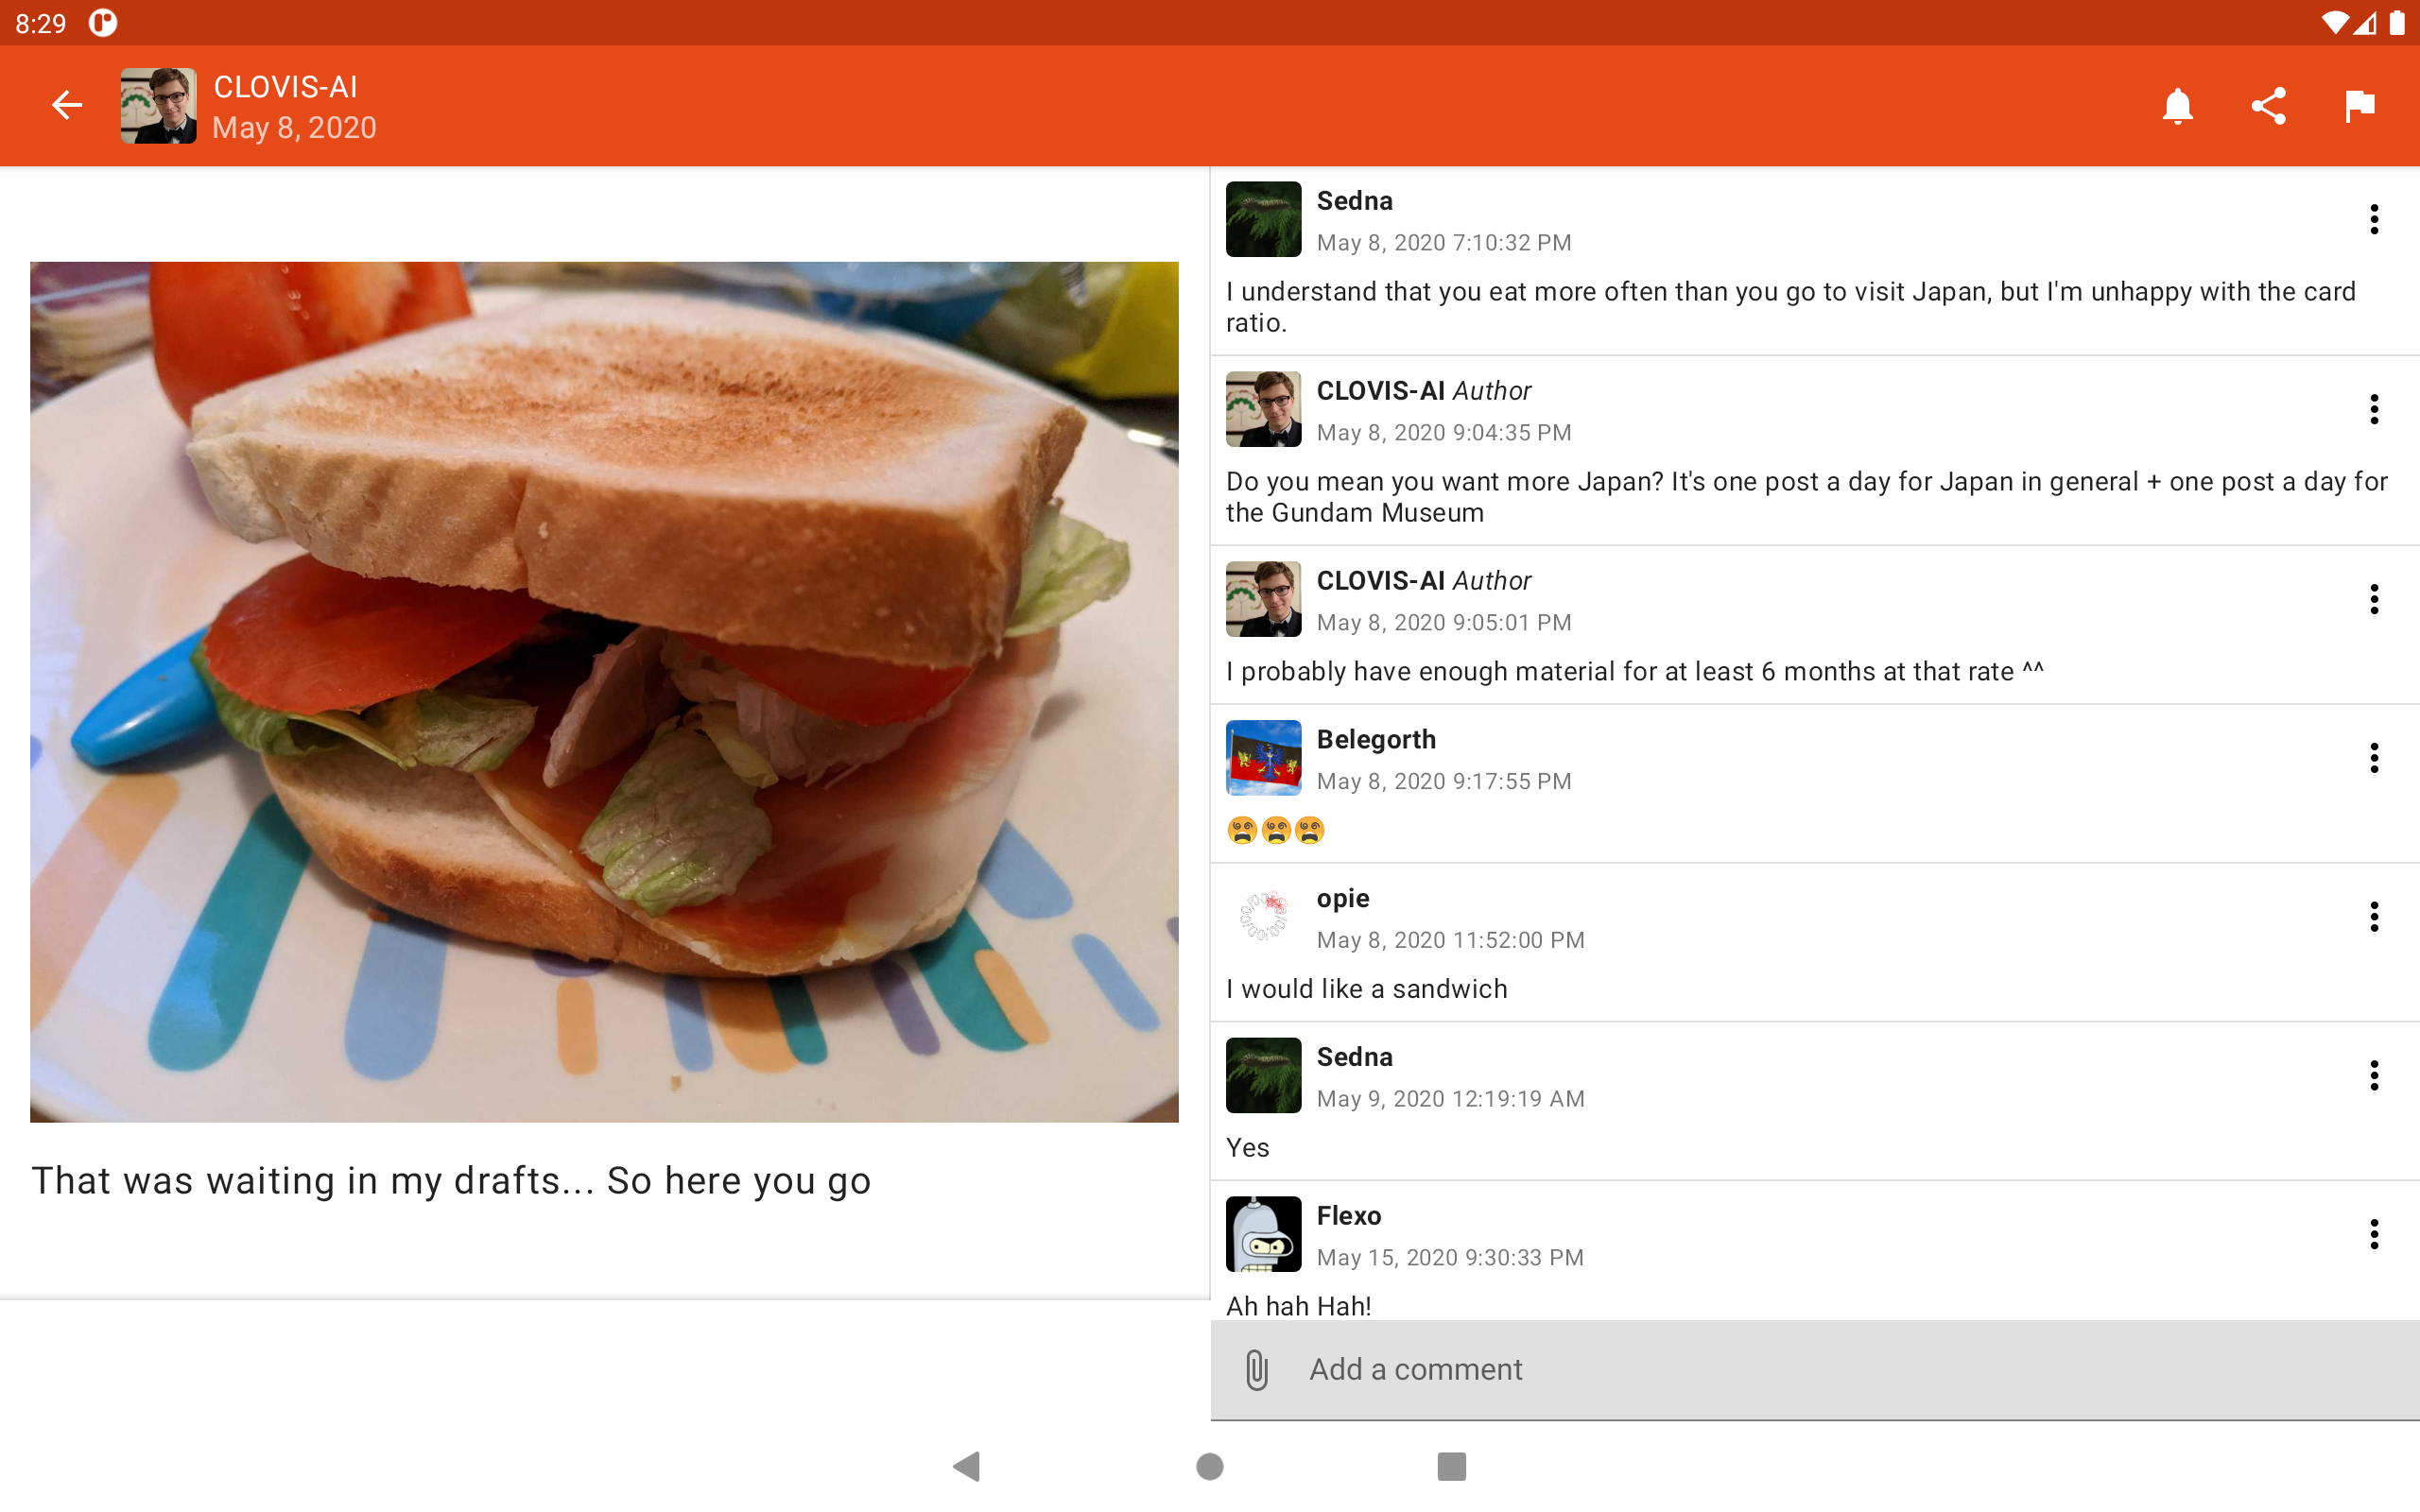 8:29
CLOVIS-AI
May 8, 2020
That was waiting in my drafts... So here you go
Sedna
May 8, 2020 7:10:32 PM
I understand that you eat more often than you go to visit Japan, but I'm unhappy with the card
ratio.
CLOVIS-AI Author
May 8, 2020 9:04:35 PM
Do you mean you want more Japan? It's one post a day for Japan in general + one post a day for
the Gundam Museum
CLOVIS-AI Author
May 8, 2020 9:05:01 PM
I probably have enough material for at least 6 months at that rate ^^
Belegorth
May 8, 2020 9:17:55 PM
😵😵😵
opie
May 8, 2020 11:52:00 PM
I would like a sandwich
Sedna
May 9, 2020 12:19:19 AM
Yes
Flexo
May 15, 2020 9:30:33 PM
Ah hah Hah!
Add a comment